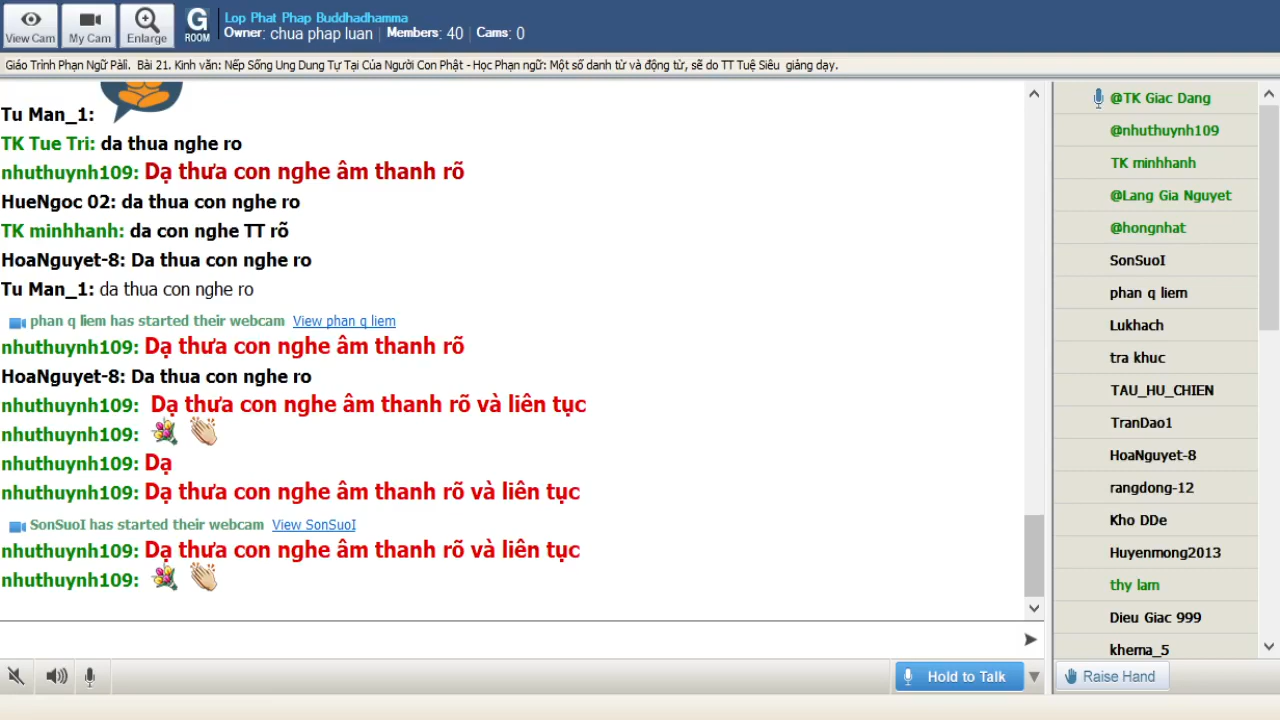 View Cam
My Cam
Enlarge
G
ROOM
Lop Phat Phap Buddhadhamma
Owner: chua phap luan | Members: 40 | Cams: 0
Giáo Trình Phạn Ngữ Pàli. Bài 21. Kinh văn: Nếp Sống Ung Dung Tự Tại Của Người Con Phật - Học Phạn ngữ: Một số danh từ và động từ, sẽ do TT Tuệ Siêu giảng dạy.
Tu Man_1:
TK Tue Tri: da thua nghe ro
nhuthuynh109: Dạ thưa con nghe âm thanh rõ
HueNgoc 02: da thua con nghe ro
TK minhhanh: da con nghe TT rõ
HoaNguyet-8: Da thua con nghe ro
Tu Man_1: da thua con nghe ro
phan q liem has started their webcam View phan q liem
nhuthuynh109: Dạ thưa con nghe âm thanh rõ
HoaNguyet-8: Da thua con nghe ro
nhuthuynh109: Dạ thưa con nghe âm thanh rõ và liên tục
nhuthuynh109:
nhuthuynh109: Dạ
nhuthuynh109: Dạ thưa con nghe âm thanh rõ và liên tục
SonSuoI has started their webcam View SonSuoI
nhuthuynh109: Dạ thưa con nghe âm thanh rõ và liên tục
nhuthuynh109:
@TK Giac Dang
@nhuthuynh109
TK minhhanh
@Lang Gia Nguyet
@hongnhat
SonSuoI
phan q liem
Lukhach
tra khuc
TAU_HU_CHIEN
TranDao1
HoaNguyet-8
rangdong-12
Kho DDe
Huyenmong2013
thy lam
Dieu Giac 999
khema_5
Hold to Talk
Raise Hand